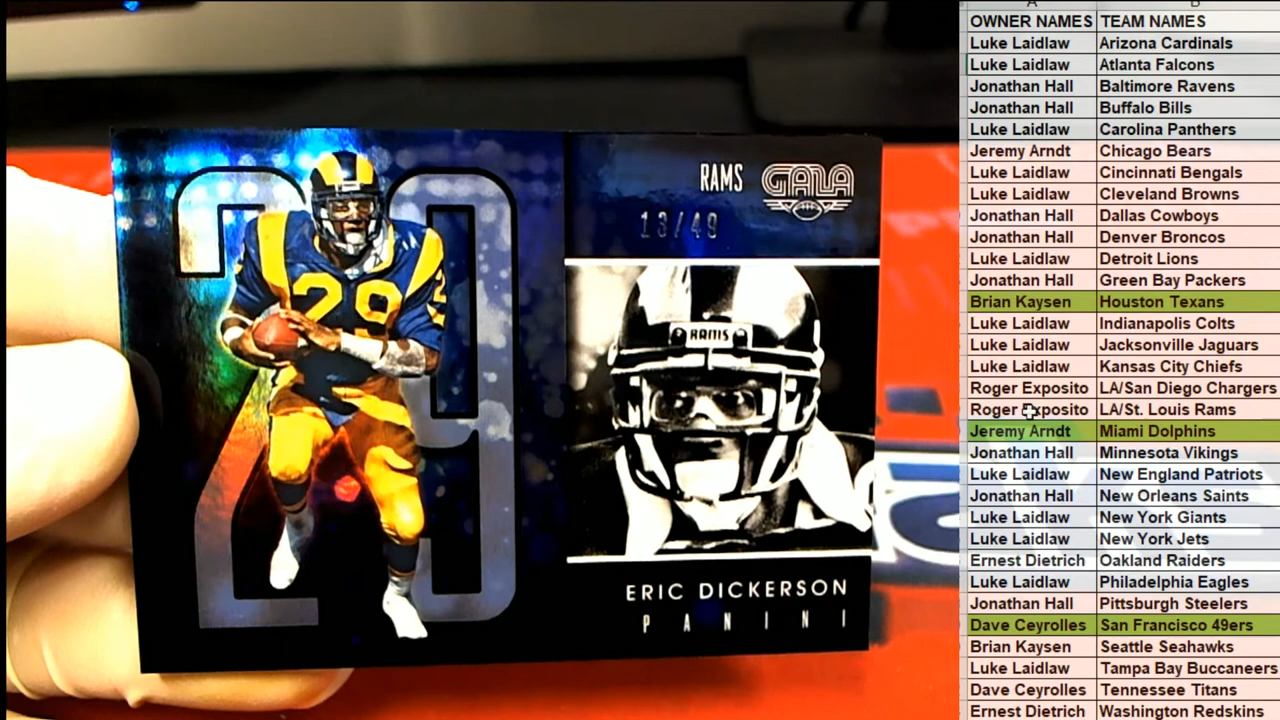 29
29
RAMS GALA
13/49
RAMS
ERIC DICKERSON
PANINI
A B
OWNER NAMES TEAM NAMES
Luke Laidlaw Arizona Cardinals
Luke Laidlaw Atlanta Falcons
Jonathan Hall Baltimore Ravens
Jonathan Hall Buffalo Bills
Luke Laidlaw Carolina Panthers
Jeremy Arndt Chicago Bears
Luke Laidlaw Cincinnati Bengals
Luke Laidlaw Cleveland Browns
Jonathan Hall Dallas Cowboys
Jonathan Hall Denver Broncos
Luke Laidlaw Detroit Lions
Jonathan Hall Green Bay Packers
Brian Kaysen Houston Texans
Luke Laidlaw Indianapolis Colts
Luke Laidlaw Jacksonville Jaguars
Luke Laidlaw Kansas City Chiefs
Roger Exposito LA/San Diego Chargers
Roger Exposito LA/St. Louis Rams
Jeremy Arndt Miami Dolphins
Jonathan Hall Minnesota Vikings
Luke Laidlaw New England Patriots
Jonathan Hall New Orleans Saints
Luke Laidlaw New York Giants
Luke Laidlaw New York Jets
Ernest Dietrich Oakland Raiders
Luke Laidlaw Philadelphia Eagles
Jonathan Hall Pittsburgh Steelers
Dave Ceyrolles San Francisco 49ers
Brian Kaysen Seattle Seahawks
Luke Laidlaw Tampa Bay Buccaneers
Dave Ceyrolles Tennessee Titans
Ernest Dietrich Washington Redskins